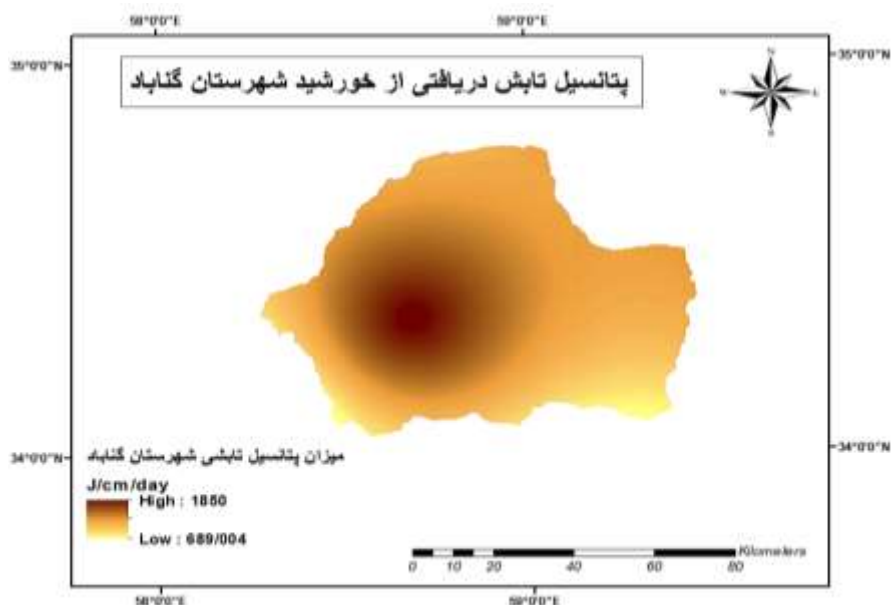 58°0'0"E 59°0'0"E
35°0'0"N 35°0'0"N
پتانسیل تابش دریافتی از خورشید شهرستان گناباد
N
W E
S
34°0'0"N 34°0'0"N
میزان پتانسیل تابشی شهرستان گناباد
J/cm/day
High : 1850
Low : 689/004
Kilometers
0 10 20 40 60 80
58°0'0"E 59°0'0"E